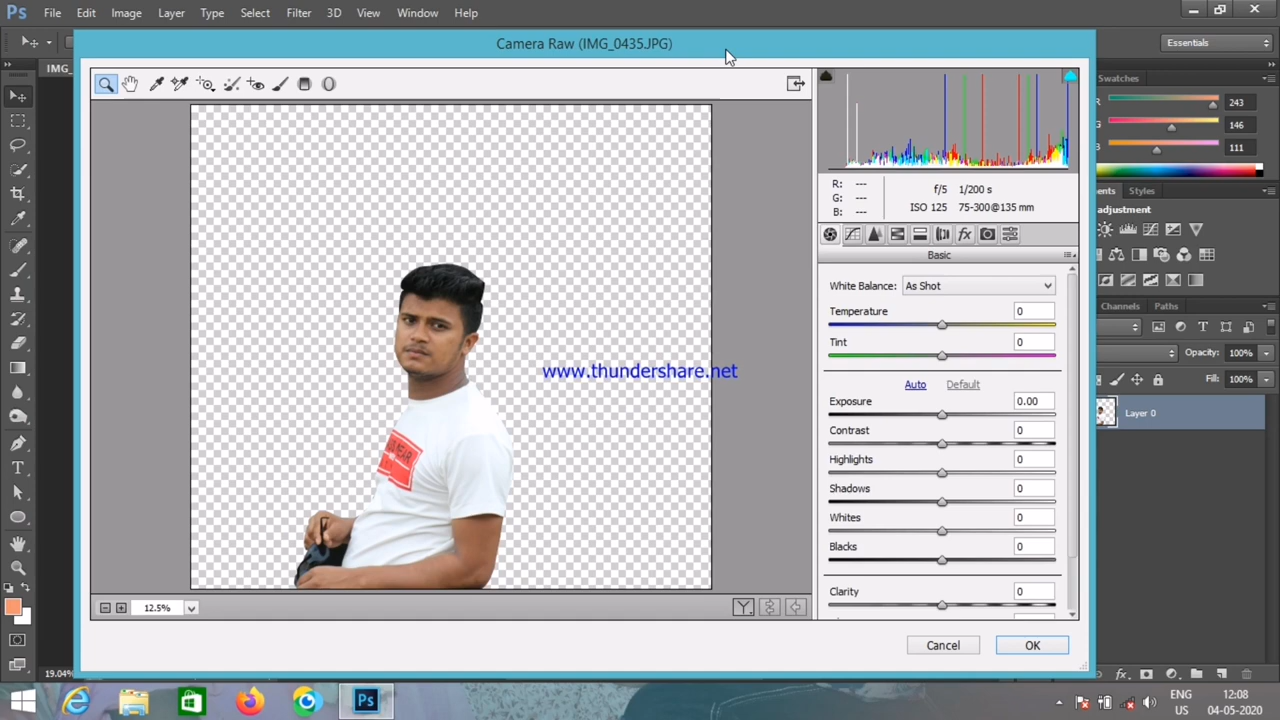 Ps File Edit Image Layer Type Select Filter 3D View Window Help
Essentials
Camera Raw (IMG_0435.JPG)
IMG_
Swatches
R 243
G 146
B 111
R: ---
G: ---
B: ---
f/5 1/200 s
ISO 125 75-300@135 mm
Styles
adjustment
Basic
White Balance: As Shot
Temperature 0
Tint 0
Channels Paths
Opacity: 100%
Fill: 100%
Auto Default
Exposure 0.00
Contrast 0
Highlights 0
Shadows 0
Whites 0
Blacks 0
Clarity 0
Layer 0
www.thundershare.net
12.5%
Cancel OK
19.04%
Ps
ENG
US
12:08
04-05-2020